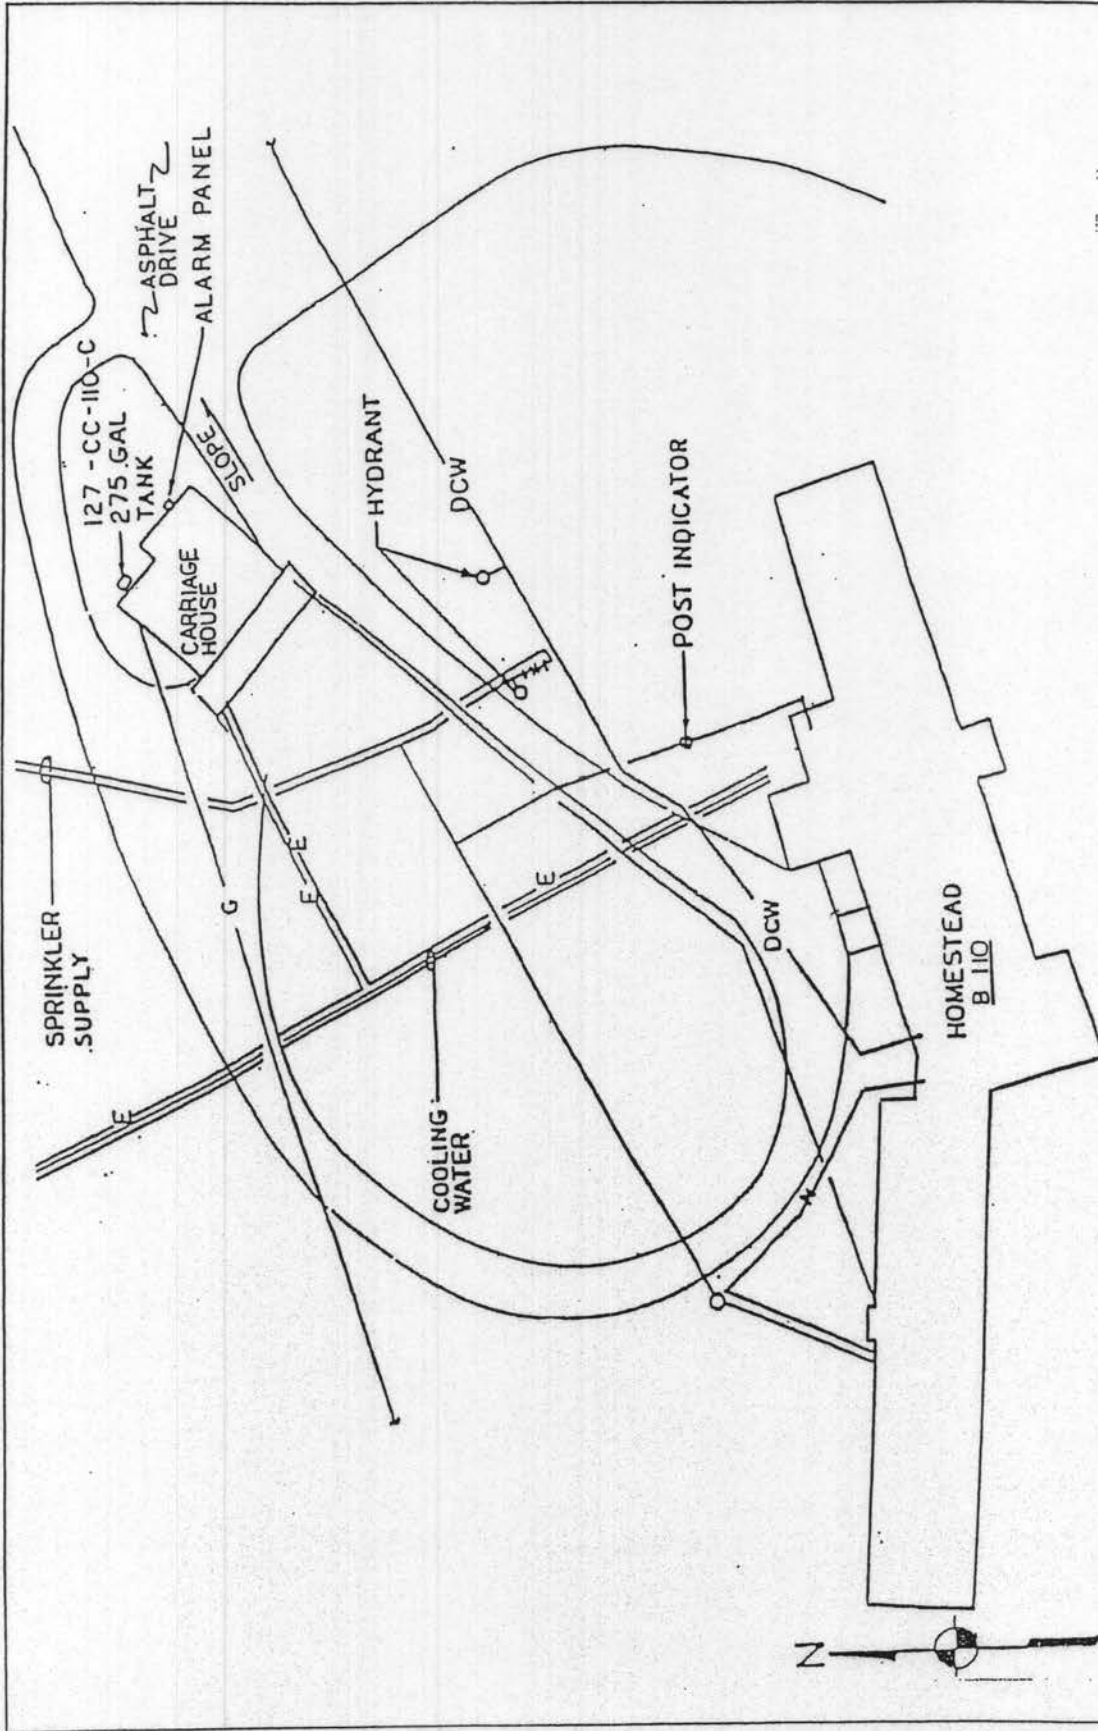 127 -CC-110-C
275 GAL
TANK
ASPHALT
DRIVE
ALARM PANEL
SLOPE
CARRIAGE
HOUSE
HYDRANT
DCW
POST INDICATOR
SPRINKLER
SUPPLY
G
E
E
E
E
COOLING
WATER
DCW
M
HOMESTEAD
B 110
N